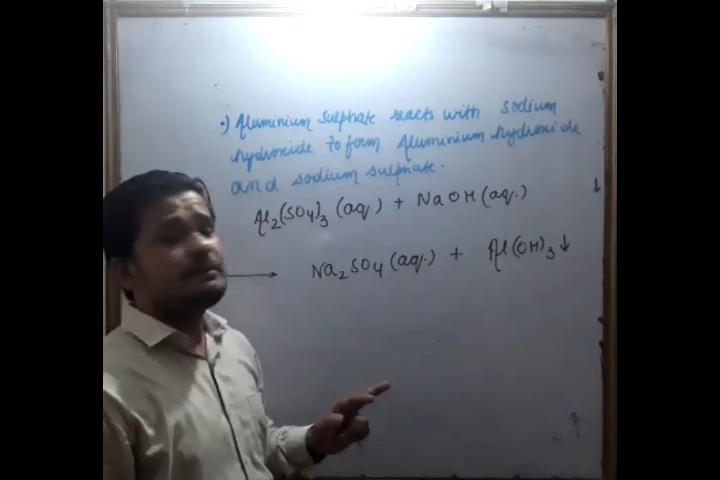 •) Aluminium sulphate reacts with sodium
hydroxide to form Aluminium hydroxide
and sodium sulphate.
Al₂(SO₄)₃ (aq.) + NaOH (aq.)
→ Na₂SO₄ (aq.) + Al(OH)₃↓